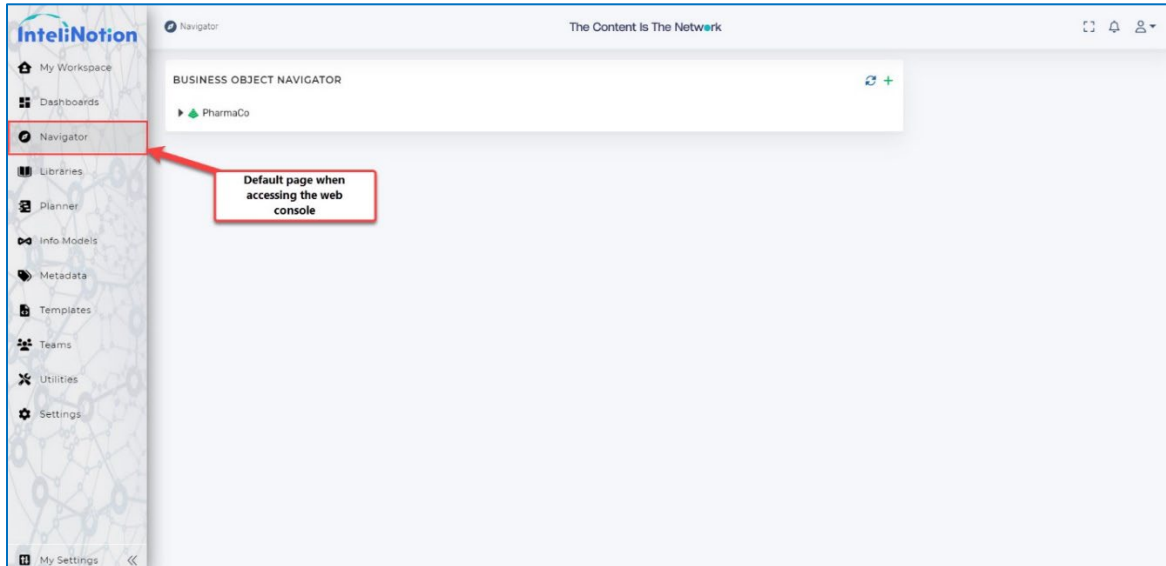 InteliNotion
Navigator
The Content Is The Network
My Workspace
Dashboards
Navigator
Libraries
Planner
Info Models
Metadata
Templates
Teams
Utilities
Settings
My Settings
BUSINESS OBJECT NAVIGATOR
PharmaCo
Default page when
accessing the web
console